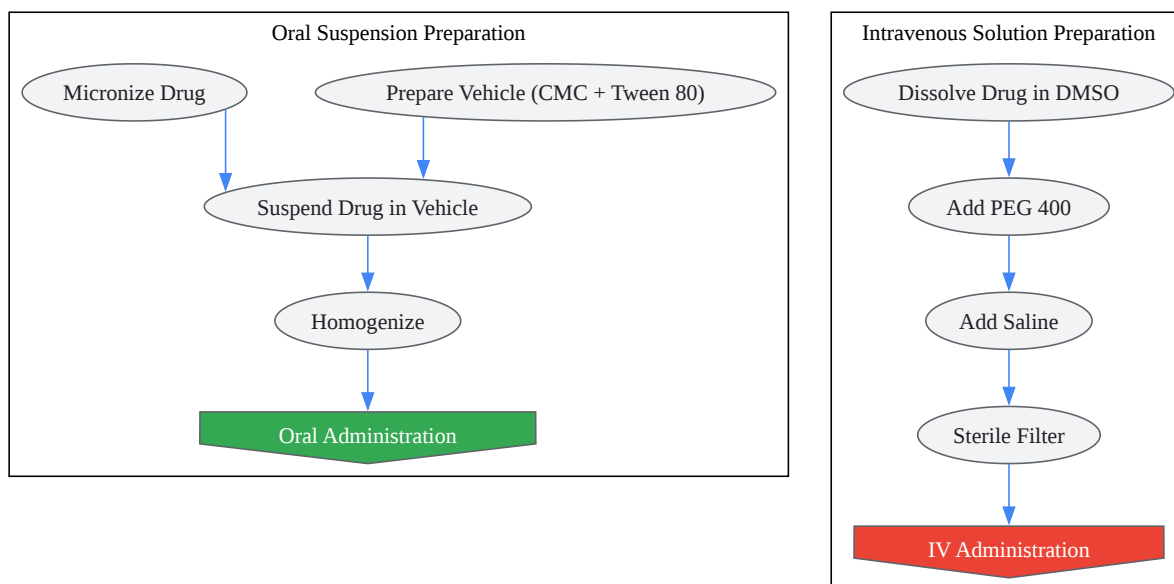 Oral Suspension Preparation
Micronize Drug
Prepare Vehicle (CMC + Tween 80)
Suspend Drug in Vehicle
Homogenize
Oral Administration
Intravenous Solution Preparation
Dissolve Drug in DMSO
Add PEG 400
Add Saline
Sterile Filter
IV Administration